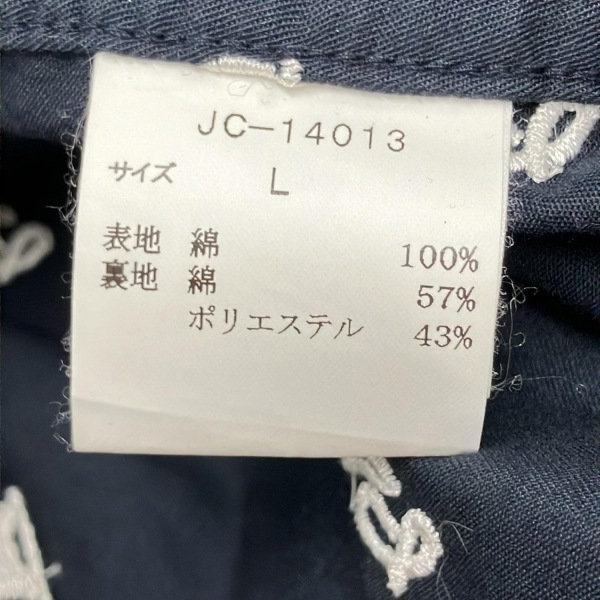 JC-14013
サイズ L
表地 綿 100%
裏地 綿 57%
ポリエステル 43%